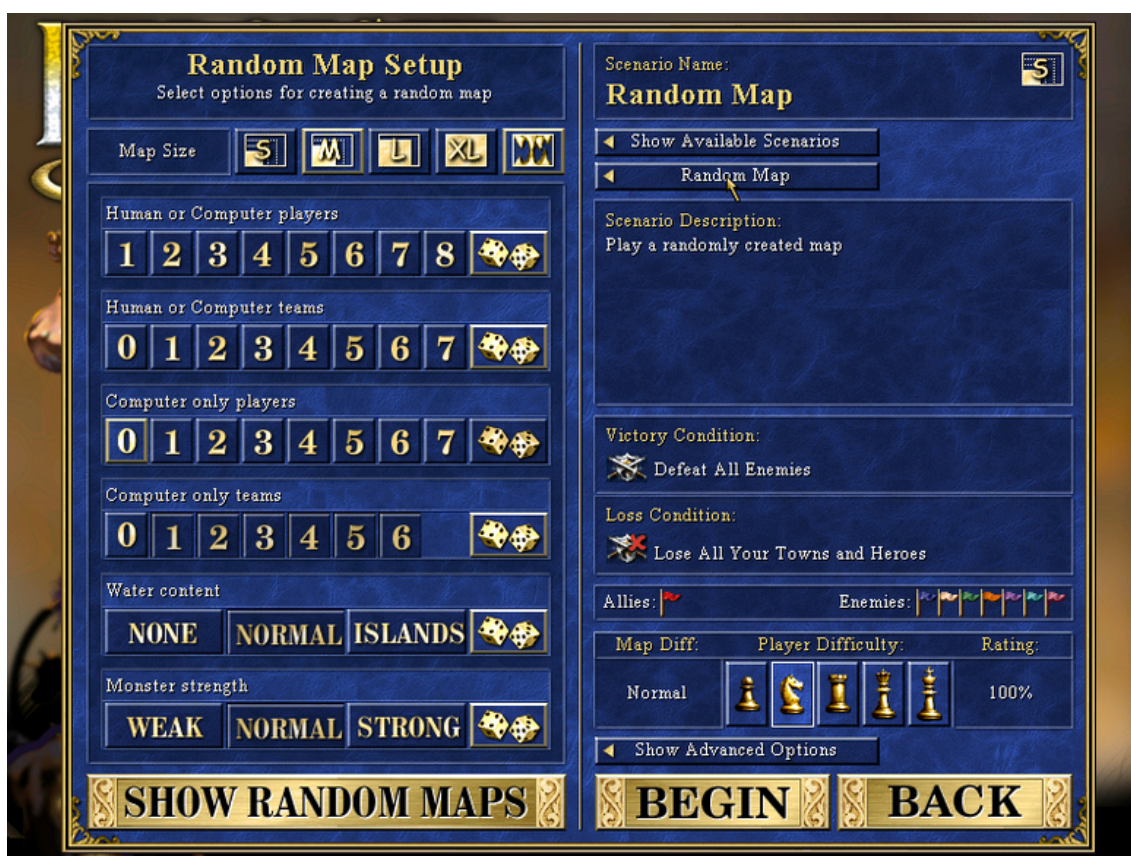 Random Map Setup
Select options for creating a random map
Map Size S M L XL
Human or Computer players
1 2 3 4 5 6 7 8
Human or Computer teams
0 1 2 3 4 5 6 7
Computer only players
0 1 2 3 4 5 6 7
Computer only teams
0 1 2 3 4 5 6
Water content
NONE NORMAL ISLANDS
Monster strength
WEAK NORMAL STRONG
SHOW RANDOM MAPS
Scenario Name:
Random Map
S
Show Available Scenarios
Random Map
Scenario Description:
Play a randomly created map
Victory Condition:
Defeat All Enemies
Loss Condition:
Lose All Your Towns and Heroes
Allies: Enemies:
Map Diff: Player Difficulty: Rating:
Normal 100%
Show Advanced Options
BEGIN BACK